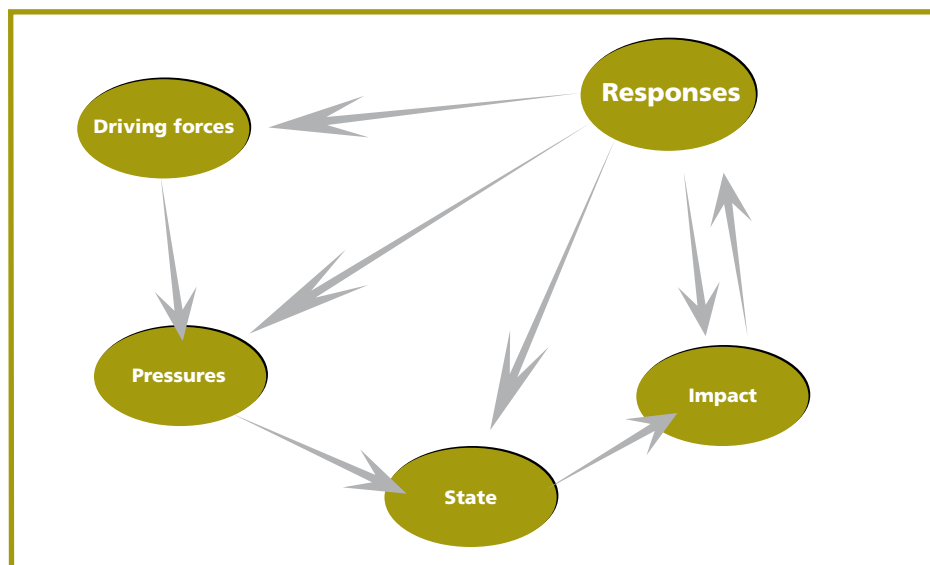 Responses
Driving forces
Pressures
Impact
State